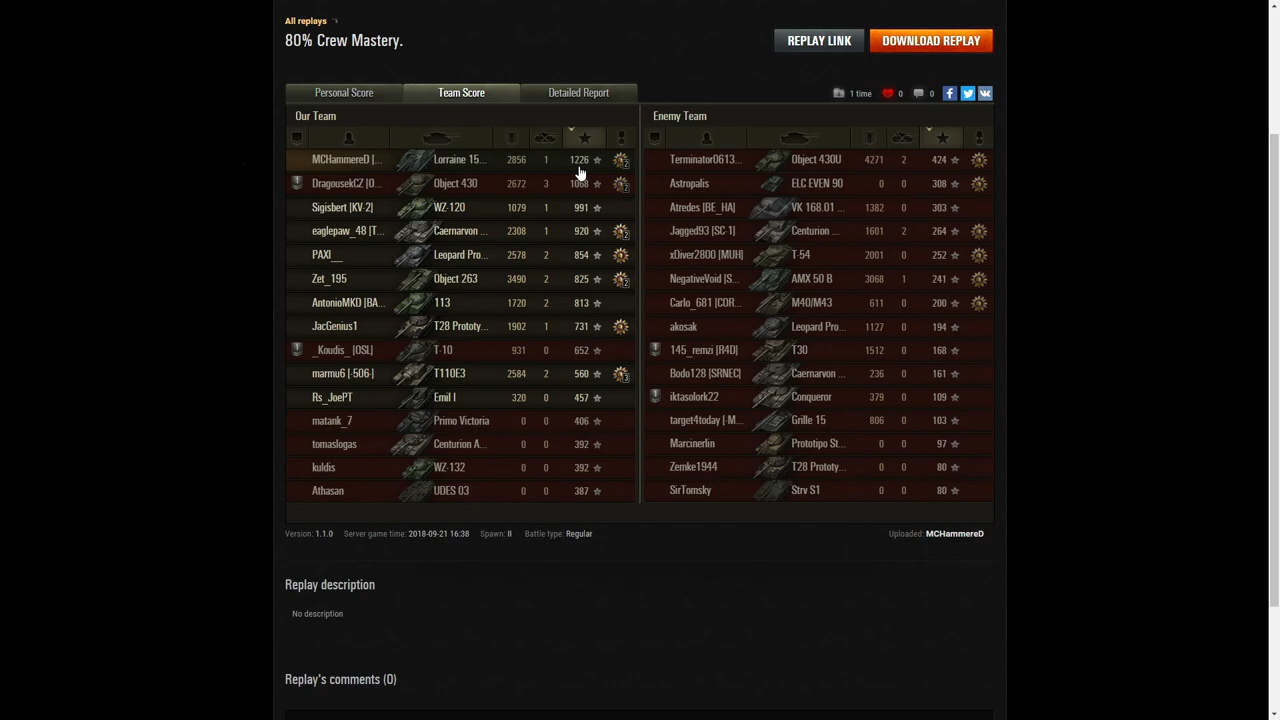 All replays
80% Crew Mastery.
REPLAY LINK DOWNLOAD REPLAY
Personal Score Team Score Detailed Report 1 time 0 0
Our Team Enemy Team
MCHammereD [... Lorraine 15... 2856 1 1226 2 Terminator0613... Object 430U 4271 2 424
DragousekCZ [O... Object 430 2672 3 1068 2 Astropalis ELC EVEN 90 0 0 308
Sigisbert [KV-2] WZ-120 1079 1 991 Atredes [BE_HA] VK 168.01 ... 1382 0 303
eaglepaw_48 [T... Caernarvon ... 2308 1 920 2 Jagged93 [SC-1] Centurion ... 1601 2 264
PAXI__ Leopard Pro... 2578 2 854 xDiver2800 [MUH] T-54 2001 0 252
Zet_195 Object 263 3490 2 825 2 NegativeVoid [S... AMX 50 B 3068 1 241
AntonioMKD [BA... 113 1720 2 813 Carlo_681 [COR... M40/M43 611 0 200
JacGenius1 T28 Prototy... 1902 1 731 akosak Leopard Pro... 1127 0 194
_Koudis_ [OSL] T-10 931 0 652 145_remzi [R4D] T30 1512 0 168
marmu6 [-506-] T110E3 2584 2 560 3 Bodo128 [SRNEC] Caernarvon ... 236 0 161
Rs_JoePT Emil I 320 0 457 iktasolork22 Conqueror 379 0 109
matank_7 Primo Victoria 0 0 406 target4today [-M... Grille 15 806 0 103
tomaslogas Centurion A... 0 0 392 Marcinerlin Prototipo St... 0 0 97
kuldis WZ-132 0 0 392 Zemke1944 T28 Prototy... 0 0 80
Athasan UDES 03 0 0 387 SirTomsky Strv S1 0 0 80
Version: 1.1.0 Server game time: 2018-09-21 16:38 Spawn: II Battle type: Regular Uploaded: MCHammereD
Replay description
No description
Replay's comments (0)